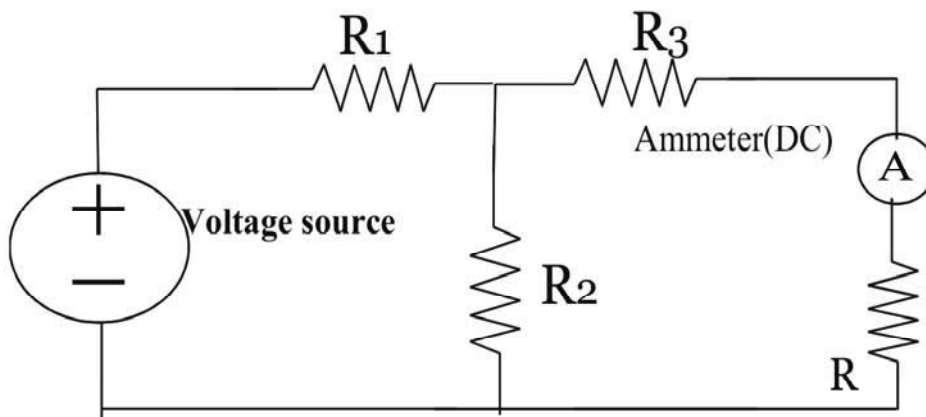 R1
R3
Ammeter(DC)
A
+
Voltage source
−
R2
R